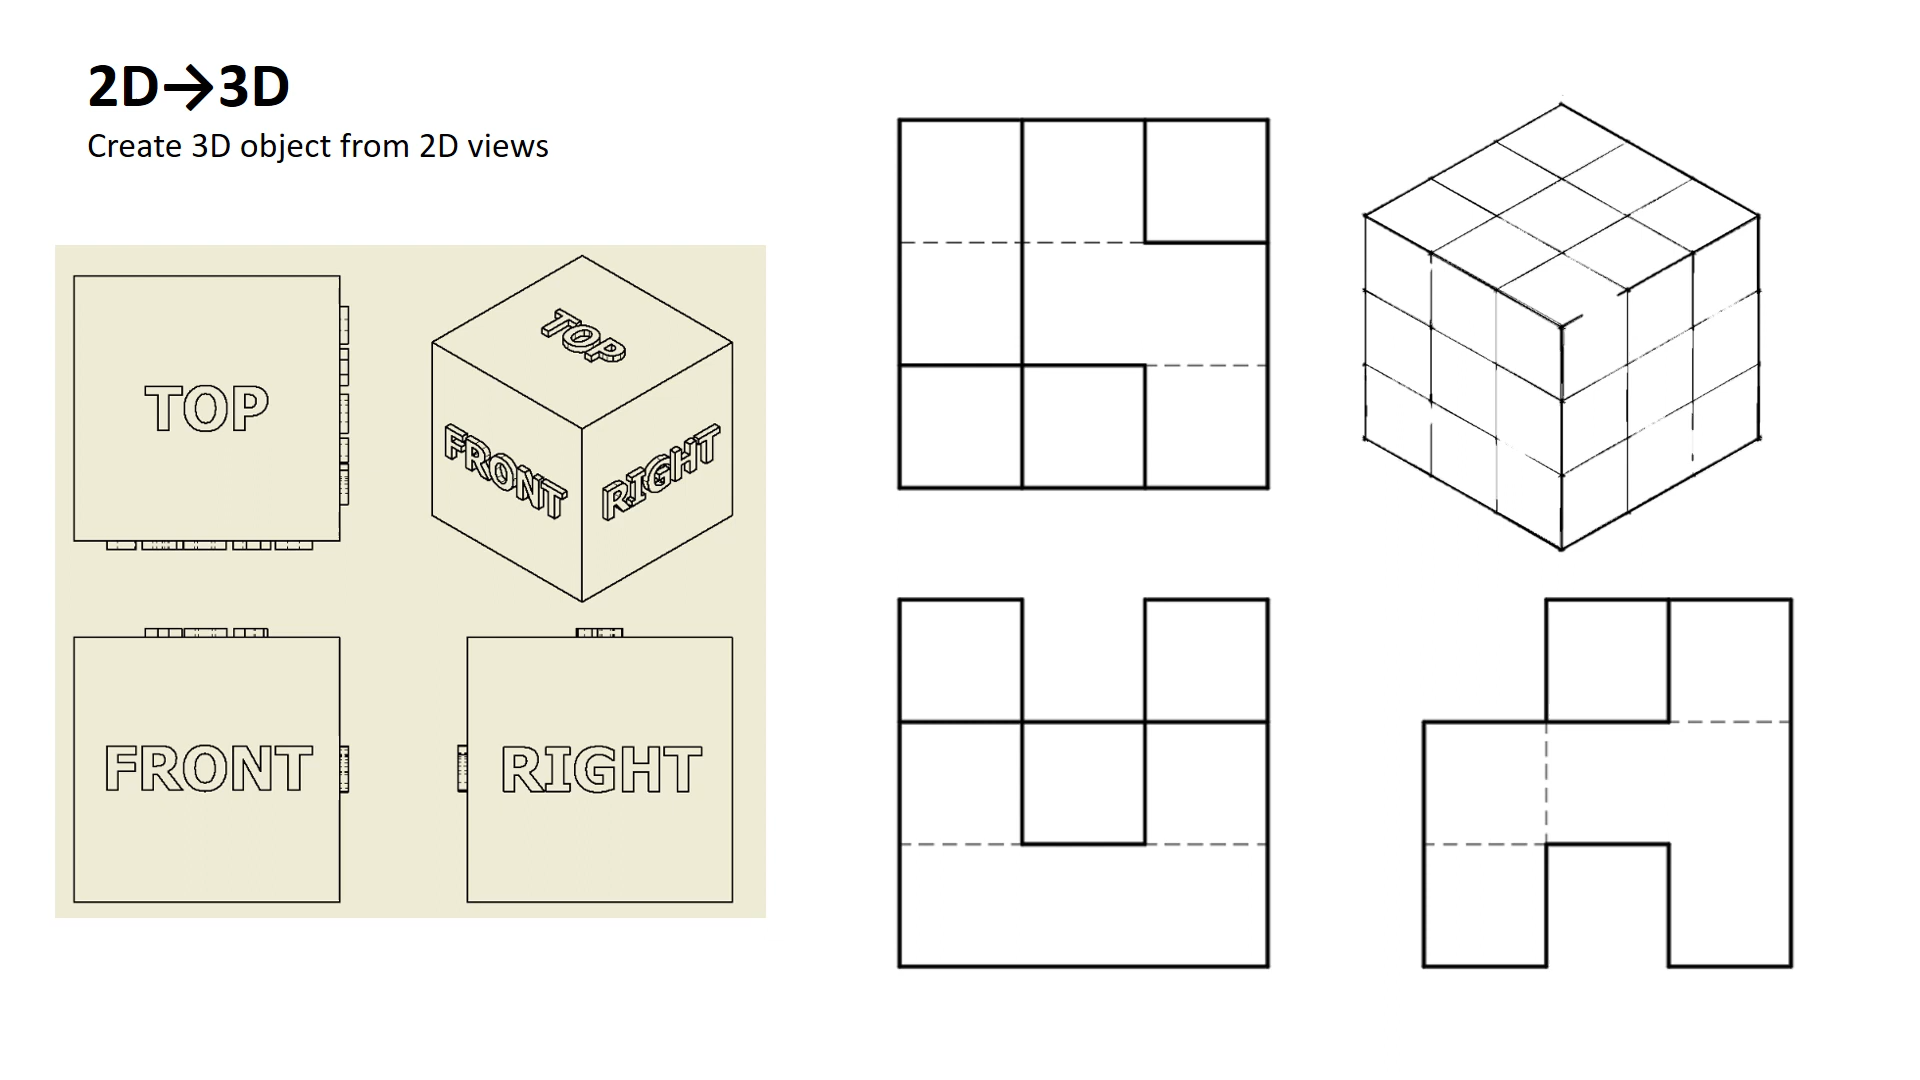 2D→3D
Create 3D object from 2D views
TOP
TOP
FRONT
RIGHT
FRONT
RIGHT